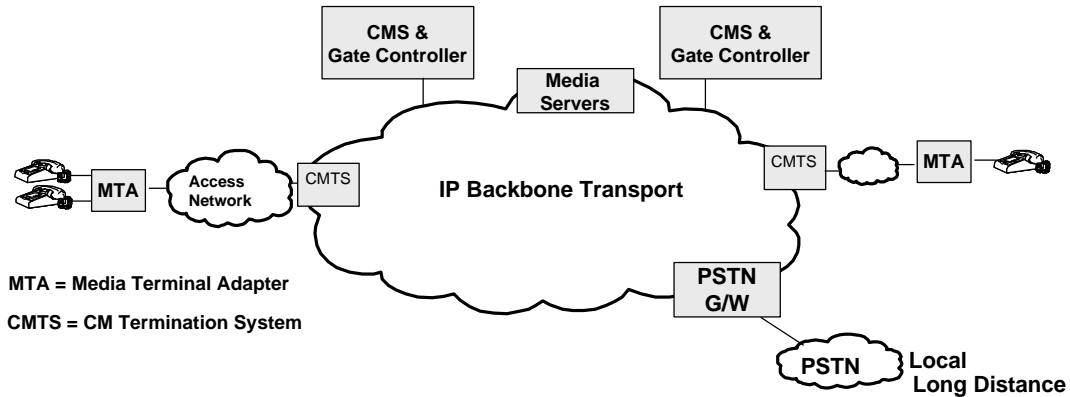 CMS &
Gate Controller
CMS &
Gate Controller
Media
Servers
MTA
Access
Network
CMTS
IP Backbone Transport
CMTS
MTA
MTA = Media Terminal Adapter
CMTS = CM Termination System
PSTN
G/W
PSTN
Local
Long Distance